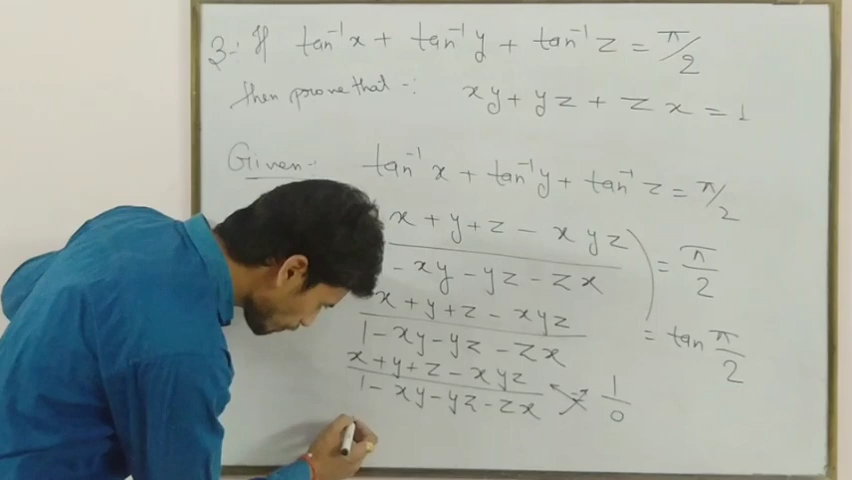 3:- If tan⁻¹x + tan⁻¹y + tan⁻¹z = π/2
then prove that :- xy + yz + zx = 1
Given :- tan⁻¹x + tan⁻¹y + tan⁻¹z = π/2
x + y + z - xyz
- xy - yz - zx ) = π/2
x + y + z - xyz
1 - xy - yz - zx = tan π/2
x + y + z - xyz
1 - xy - yz - zx = 1/0